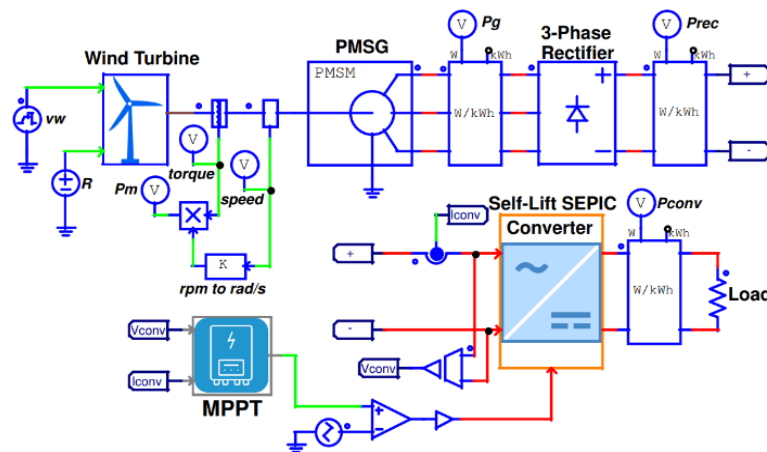 Wind Turbine
PMSG
3-Phase
Rectifier
Pg
Prec
V
V
W
kWh
W
kWh
PMSM
W/kWh
W/kWh
+
-
+
−
vw
R
V
torque
V
Pm
V
speed
K
rpm to rad/s
Iconv
Self-Lift SEPIC
Converter
V
Pconv
W
kWh
W/kWh
Load
+
-
Vconv
Vconv
Iconv
MPPT
+
−